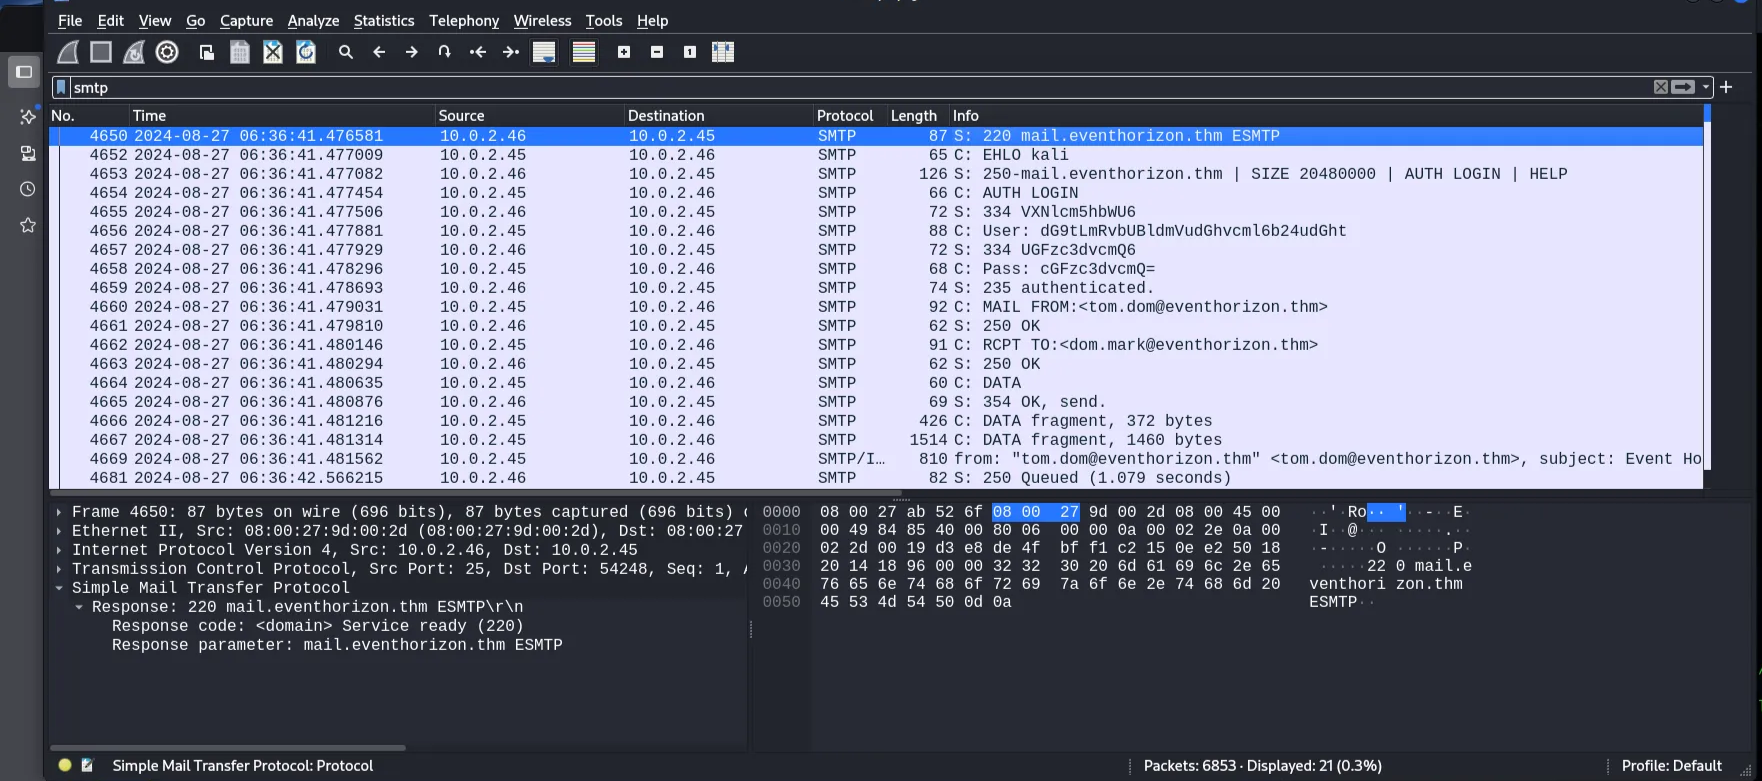 File Edit View Go Capture Analyze Statistics Telephony Wireless Tools Help
smtp
No. Time Source Destination Protocol Length Info
4650 2024-08-27 06:36:41.476581 10.0.2.46 10.0.2.45 SMTP 87 S: 220 mail.eventhorizon.thm ESMTP
4652 2024-08-27 06:36:41.477009 10.0.2.45 10.0.2.46 SMTP 65 C: EHLO kali
4653 2024-08-27 06:36:41.477082 10.0.2.46 10.0.2.45 SMTP 126 S: 250-mail.eventhorizon.thm | SIZE 20480000 | AUTH LOGIN | HELP
4654 2024-08-27 06:36:41.477454 10.0.2.45 10.0.2.46 SMTP 66 C: AUTH LOGIN
4655 2024-08-27 06:36:41.477506 10.0.2.46 10.0.2.45 SMTP 72 S: 334 VXNlcm5hbWU6
4656 2024-08-27 06:36:41.477881 10.0.2.45 10.0.2.46 SMTP 88 C: User: dG9tLmRvbUBldmVudGhvcml6b24udGht
4657 2024-08-27 06:36:41.477929 10.0.2.46 10.0.2.45 SMTP 72 S: 334 UGFzc3dvcmQ6
4658 2024-08-27 06:36:41.478296 10.0.2.45 10.0.2.46 SMTP 68 C: Pass: cGFzc3dvcmQ=
4659 2024-08-27 06:36:41.478693 10.0.2.46 10.0.2.45 SMTP 74 S: 235 authenticated.
4660 2024-08-27 06:36:41.479031 10.0.2.45 10.0.2.46 SMTP 92 C: MAIL FROM:<tom.dom@eventhorizon.thm>
4661 2024-08-27 06:36:41.479810 10.0.2.46 10.0.2.45 SMTP 62 S: 250 OK
4662 2024-08-27 06:36:41.480146 10.0.2.45 10.0.2.46 SMTP 91 C: RCPT TO:<dom.mark@eventhorizon.thm>
4663 2024-08-27 06:36:41.480294 10.0.2.46 10.0.2.45 SMTP 62 S: 250 OK
4664 2024-08-27 06:36:41.480635 10.0.2.45 10.0.2.46 SMTP 60 C: DATA
4665 2024-08-27 06:36:41.480876 10.0.2.46 10.0.2.45 SMTP 69 S: 354 OK, send.
4666 2024-08-27 06:36:41.481216 10.0.2.45 10.0.2.46 SMTP 426 C: DATA fragment, 372 bytes
4667 2024-08-27 06:36:41.481314 10.0.2.45 10.0.2.46 SMTP 1514 C: DATA fragment, 1460 bytes
4669 2024-08-27 06:36:41.481562 10.0.2.45 10.0.2.46 SMTP/I… 810 from: "tom.dom@eventhorizon.thm" <tom.dom@eventhorizon.thm>, subject: Event Ho
4681 2024-08-27 06:36:42.566215 10.0.2.46 10.0.2.45 SMTP 82 S: 250 Queued (1.079 seconds)
Frame 4650: 87 bytes on wire (696 bits), 87 bytes captured (696 bits)
Ethernet II, Src: 08:00:27:9d:00:2d (08:00:27:9d:00:2d), Dst: 08:00:27
Internet Protocol Version 4, Src: 10.0.2.46, Dst: 10.0.2.45
Transmission Control Protocol, Src Port: 25, Dst Port: 54248, Seq: 1,
Simple Mail Transfer Protocol
Response: 220 mail.eventhorizon.thm ESMTP\r\n
Response code: <domain> Service ready (220)
Response parameter: mail.eventhorizon.thm ESMTP
0000 08 00 27 ab 52 6f 08 00 27 9d 00 2d 08 00 45 00 ··'·Ro·· '··-··E·
0010 00 49 84 85 40 00 80 06 00 00 0a 00 02 2e 0a 00 ·I··@··· ·····.··
0020 02 2d 00 19 d3 e8 de 4f bf f1 c2 15 0e e2 50 18 ·-·····O ······P·
0030 20 14 18 96 00 00 32 32 30 20 6d 61 69 6c 2e 65 ·····22 0 mail.e
0040 76 65 6e 74 68 6f 72 69 7a 6f 6e 2e 74 68 6d 20 venthori zon.thm
0050 45 53 4d 54 50 0d 0a ESMTP··
Simple Mail Transfer Protocol: Protocol
Packets: 6853 · Displayed: 21 (0.3%)
Profile: Default